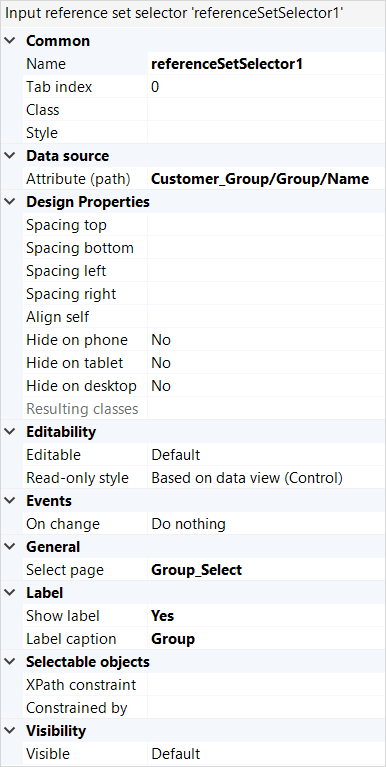 Input reference set selector 'referenceSetSelector1'
Common
Name referenceSetSelector1
Tab index 0
Class
Style
Data source
Attribute (path) Customer_Group/Group/Name
Design Properties
Spacing top
Spacing bottom
Spacing left
Spacing right
Align self
Hide on phone No
Hide on tablet No
Hide on desktop No
Resulting classes
Editability
Editable Default
Read-only style Based on data view (Control)
Events
On change Do nothing
General
Select page Group_Select
Label
Show label Yes
Label caption Group
Selectable objects
XPath constraint
Constrained by
Visibility
Visible Default